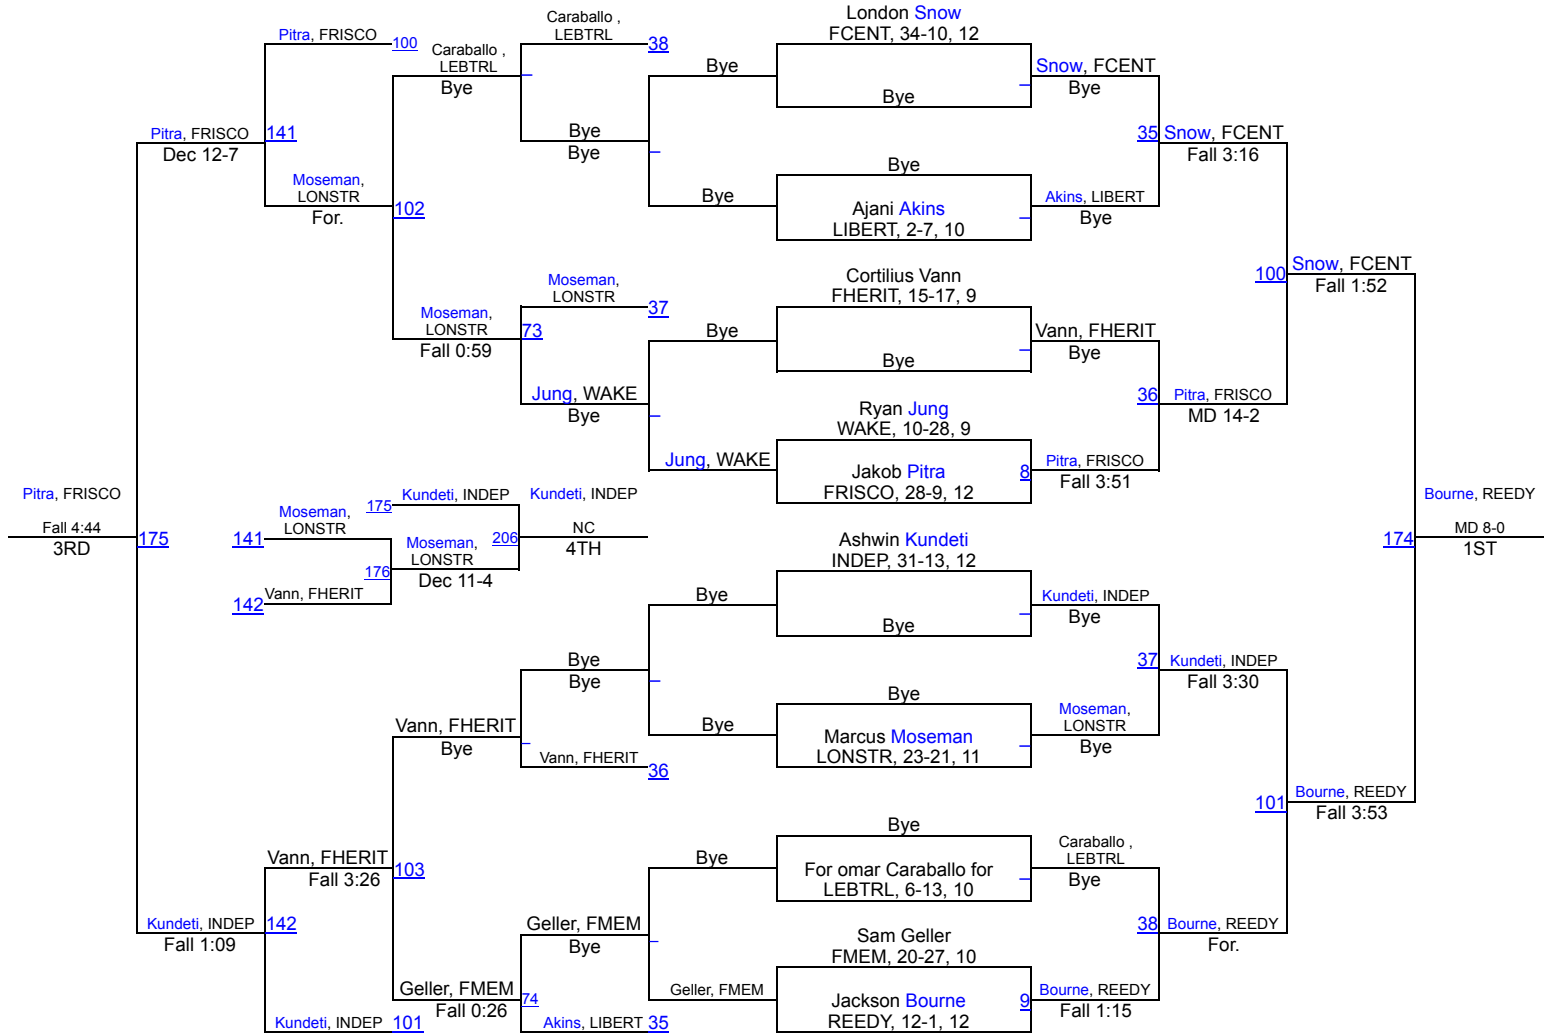 London Snow
FCENT, 34-10, 12
Bye
Bye
Ajani Akins
LIBERT, 2-7, 10
Cortilius Vann
FHERIT, 15-17, 9
Bye
Ryan Jung
WAKE, 10-28, 9
Jakob Pitra
FRISCO, 28-9, 12
8
Ashwin Kundeti
INDEP, 31-13, 12
Bye
Bye
Marcus Moseman
LONSTR, 23-21, 11
Bye
For omar Caraballo for
LEBTRL, 6-13, 10
Sam Geller
FMEM, 20-27, 10
Jackson Bourne
REEDY, 12-1, 12
9
Snow, FCENT
Bye
Akins, LIBERT
Bye
Vann, FHERIT
Bye
Pitra, FRISCO
Fall 3:51
Kundeti, INDEP
Bye
Moseman,
LONSTR
Bye
Caraballo ,
LEBTRL
Bye
Bourne, REEDY
Fall 1:15
35
Snow, FCENT
Fall 3:16
36
Pitra, FRISCO
MD 14-2
37
Kundeti, INDEP
Fall 3:30
38
Bourne, REEDY
For.
100
Snow, FCENT
Fall 1:52
101
Bourne, REEDY
Fall 3:53
174
Bourne, REEDY
MD 8-0
1ST
Bye
Bye
Bye
Jung, WAKE
Bye
Bye
Bye
Geller, FMEM
Caraballo ,
LEBTRL
38
Bye
Bye
Moseman,
LONSTR
37
Jung, WAKE
Bye
Bye
Bye
Vann, FHERIT
36
Geller, FMEM
Bye
Akins, LIBERT
35
Caraballo ,
LEBTRL
Bye
Moseman,
LONSTR
73
Fall 0:59
Vann, FHERIT
Bye
Geller, FMEM
74
Fall 0:26
Pitra, FRISCO
100
Moseman,
LONSTR
102
For.
Vann, FHERIT
103
Fall 3:26
Kundeti, INDEP
101
Pitra, FRISCO
141
Dec 12-7
Kundeti, INDEP
142
Fall 1:09
Pitra, FRISCO
Fall 4:44
175
3RD
175
Kundeti, INDEP
141
Moseman,
LONSTR
142
Vann, FHERIT
176
Moseman,
LONSTR
Dec 11-4
206
Kundeti, INDEP
NC
4TH